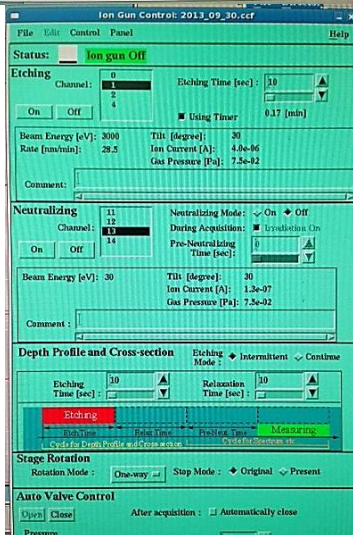 Ion Gun Control: 2013_09_30.ccf
File Edit Control Panel Help
Status: Ion gun Off
Etching
Channel: 0 1 2 4
Etching Time [sec] : 10
On Off
Using Timer 0.17 [min]
Beam Energy [eV]: 3000 Tilt [degree]: 30
Rate [nm/min]: 28.5 Ion Current [A]: 4.0e-06
Gas Pressure [Pa]: 7.5e-02
Comment:
Neutralizing
Channel: 11 12 13 14
Neutralizing Mode: On Off
During Acquisition: Irradiation On
On Off
Pre-Neutralizing Time [sec]: 0
Beam Energy [eV]: 30 Tilt [degree]: 30
Ion Current [A]: 1.3e-07
Gas Pressure [Pa]: 7.5e-02
Comment :
Depth Profile and Cross-section Etching Mode : Intermittent Continue
Etching Time [sec] : 10 Relaxation Time [sec] : 10
Etching
Measuring
Etch Time Relax Time Pre-Neut Time
Cycle for Depth Profile and Cross-section Cycle for Spectrum etc
Stage Rotation
Rotation Mode : One-way Stop Mode : Original Present
Auto Valve Control
Open Close After acquisition : Automatically close
Pressure